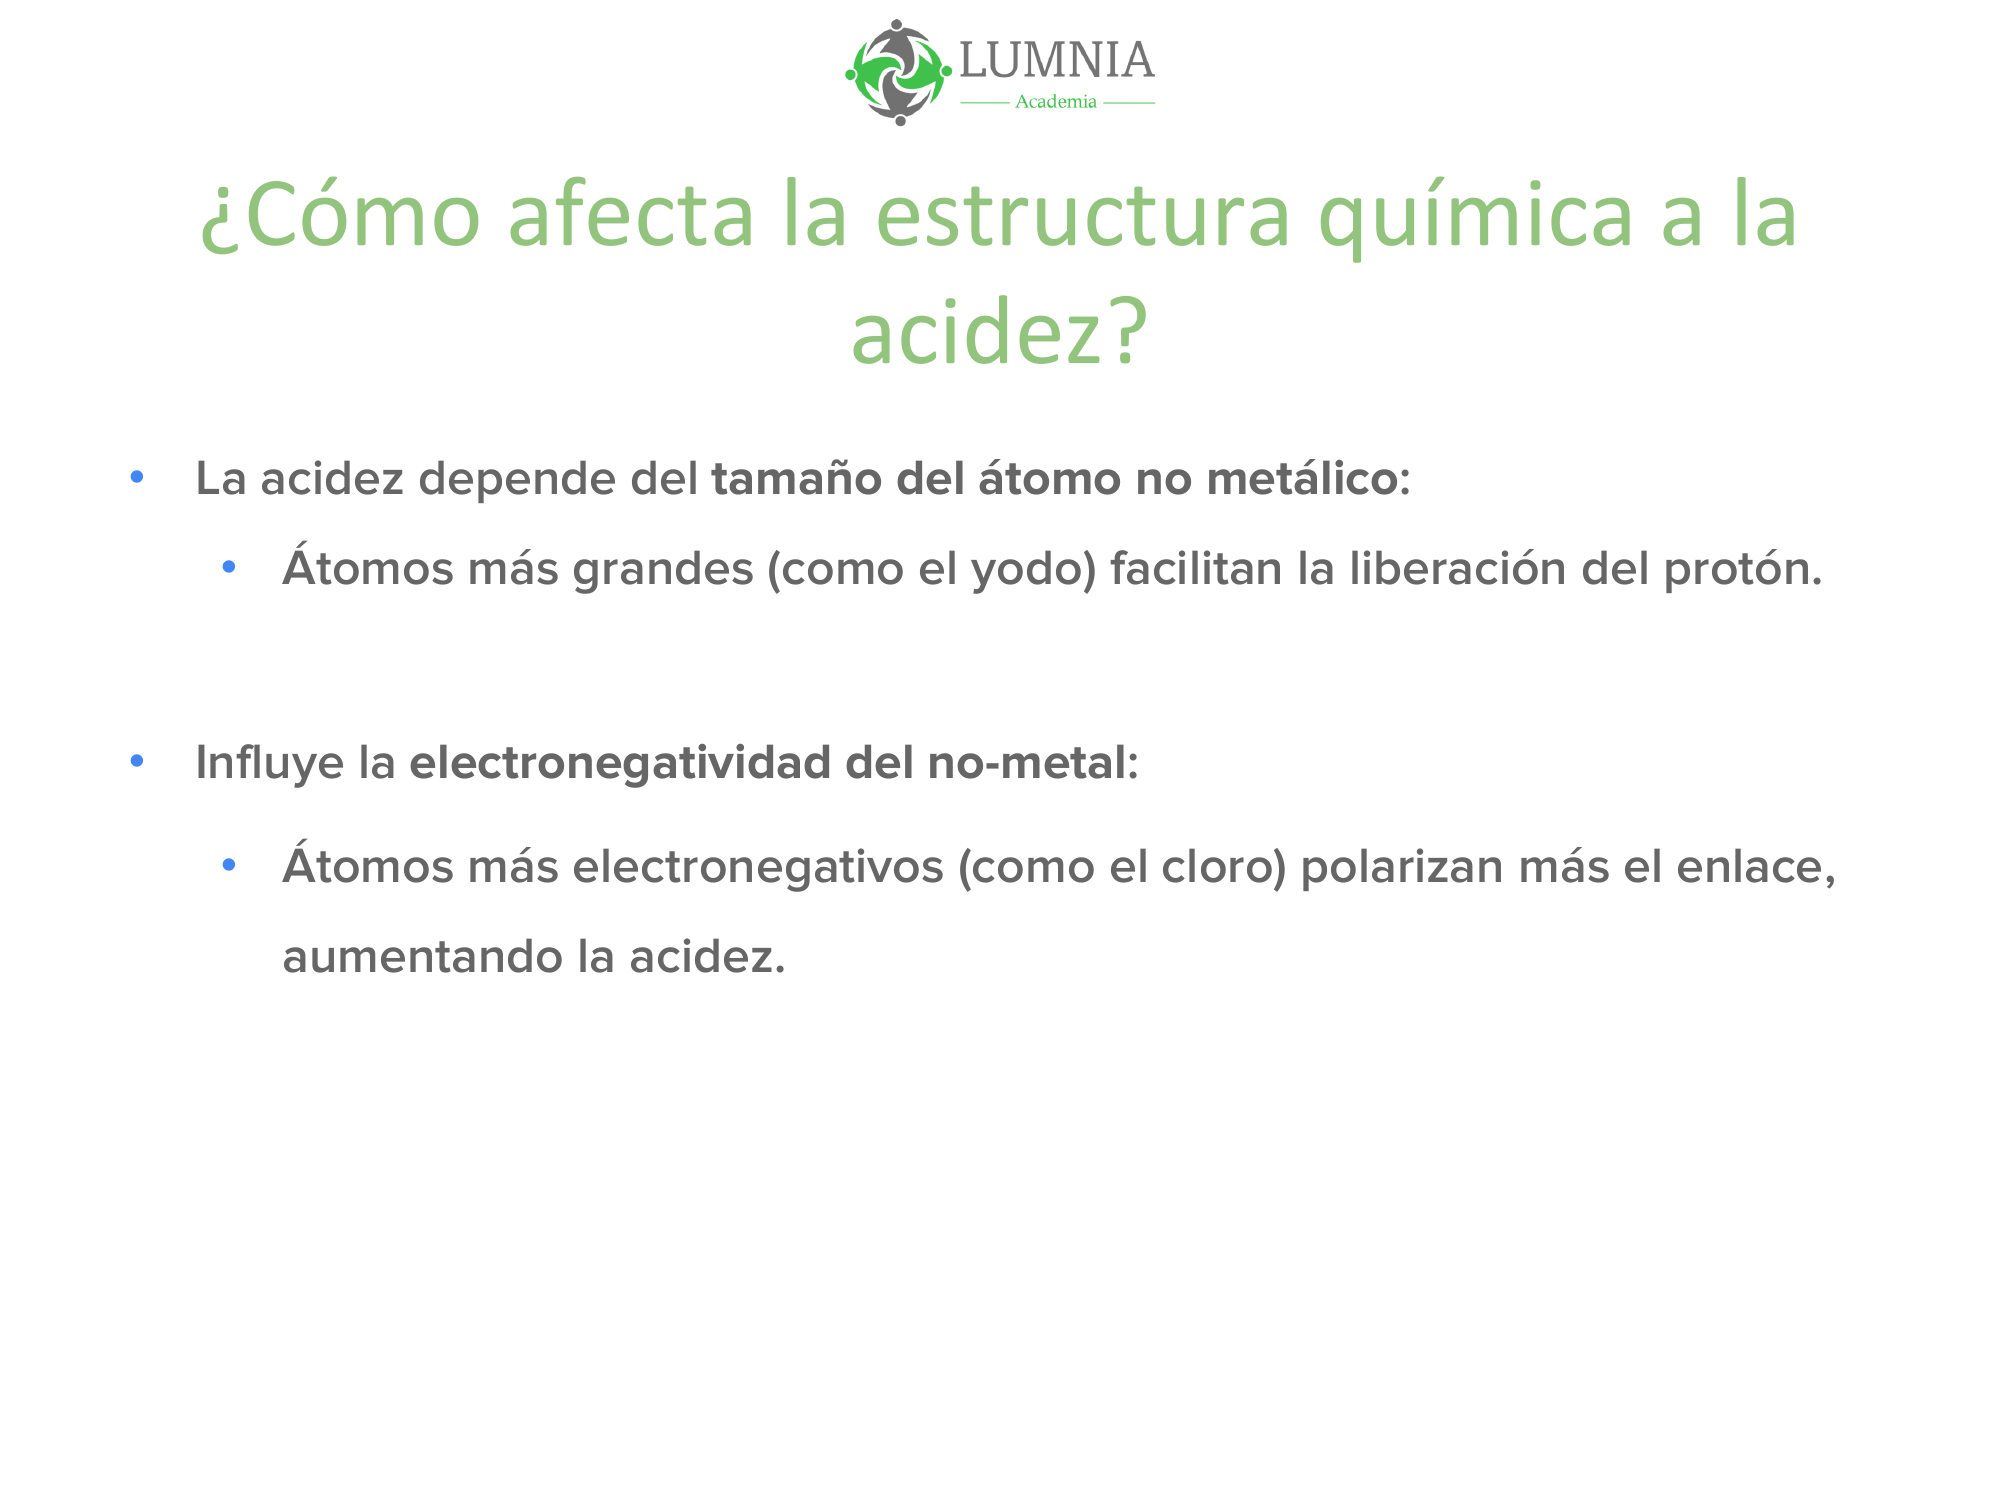 LUMNIA
Academia
¿Cómo afecta la estructura química a la
acidez?
• La acidez depende del tamaño del átomo no metálico:
• Átomos más grandes (como el yodo) facilitan la liberación del protón.
• Influye la electronegatividad del no-metal:
• Átomos más electronegativos (como el cloro) polarizan más el enlace,
aumentando la acidez.